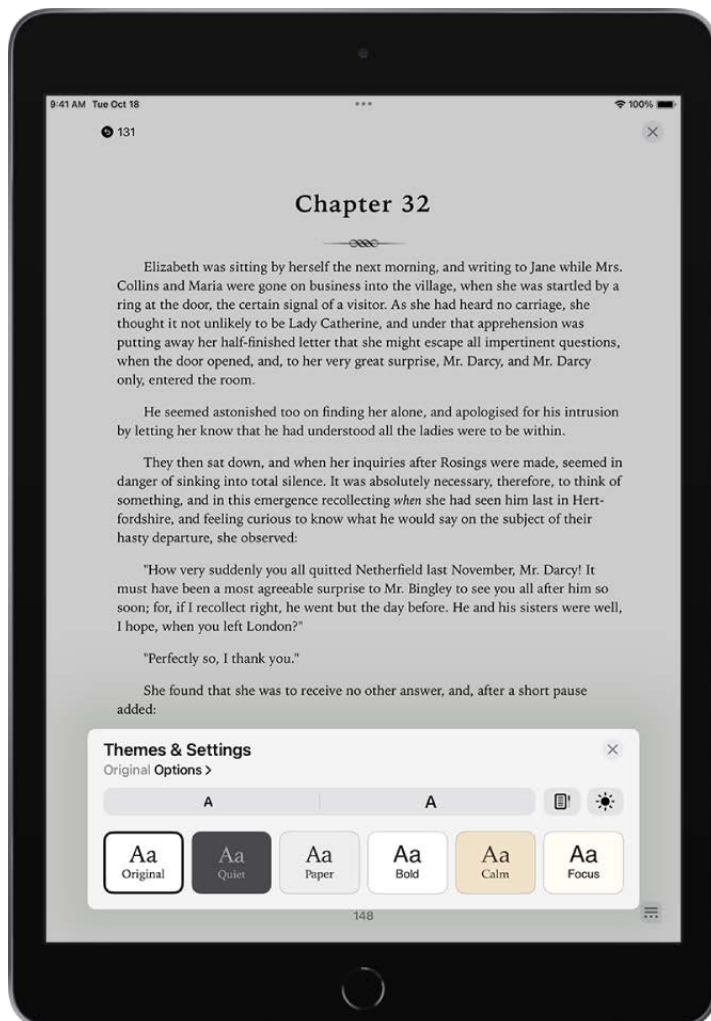 9:41 AM Tue Oct 18
100%
131
Chapter 32
Elizabeth was sitting by herself the next morning, and writing to Jane while Mrs.
Collins and Maria were gone on business into the village, when she was startled by a
ring at the door, the certain signal of a visitor. As she had heard no carriage, she
thought it not unlikely to be Lady Catherine, and under that apprehension was
putting away her half-finished letter that she might escape all impertinent questions,
when the door opened, and, to her very great surprise, Mr. Darcy, and Mr. Darcy
only, entered the room.
He seemed astonished too on finding her alone, and apologised for his intrusion
by letting her know that he had understood all the ladies were to be within.
They then sat down, and when her inquiries after Rosings were made, seemed in
danger of sinking into total silence. It was absolutely necessary, therefore, to think of
something, and in this emergence recollecting when she had seen him last in Hert-
fordshire, and feeling curious to know what he would say on the subject of their
hasty departure, she observed:
"How very suddenly you all quitted Netherfield last November, Mr. Darcy! It
must have been a most agreeable surprise to Mr. Bingley to see you all after him so
soon; for, if I recollect right, he went but the day before. He and his sisters were well,
I hope, when you left London?"
"Perfectly so, I thank you."
She found that she was to receive no other answer, and, after a short pause
added:
Themes & Settings
Original Options >
A A
Aa Aa Aa Aa Aa Aa
Original Quiet Paper Bold Calm Focus
148